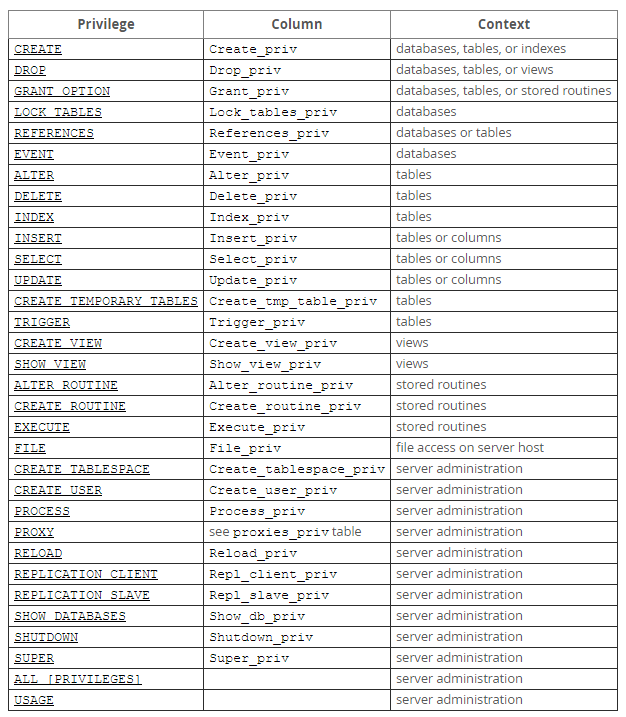 Privilege Column Context
CREATE Create_priv databases, tables, or indexes
DROP Drop_priv databases, tables, or views
GRANT OPTION Grant_priv databases, tables, or stored routines
LOCK TABLES Lock_tables_priv databases
REFERENCES References_priv databases or tables
EVENT Event_priv databases
ALTER Alter_priv tables
DELETE Delete_priv tables
INDEX Index_priv tables
INSERT Insert_priv tables or columns
SELECT Select_priv tables or columns
UPDATE Update_priv tables or columns
CREATE TEMPORARY TABLES Create_tmp_table_priv tables
TRIGGER Trigger_priv tables
CREATE VIEW Create_view_priv views
SHOW VIEW Show_view_priv views
ALTER ROUTINE Alter_routine_priv stored routines
CREATE ROUTINE Create_routine_priv stored routines
EXECUTE Execute_priv stored routines
FILE File_priv file access on server host
CREATE TABLESPACE Create_tablespace_priv server administration
CREATE USER Create_user_priv server administration
PROCESS Process_priv server administration
PROXY see proxies_priv table server administration
RELOAD Reload_priv server administration
REPLICATION CLIENT Repl_client_priv server administration
REPLICATION SLAVE Repl_slave_priv server administration
SHOW DATABASES Show_db_priv server administration
SHUTDOWN Shutdown_priv server administration
SUPER Super_priv server administration
ALL [PRIVILEGES] server administration
USAGE server administration